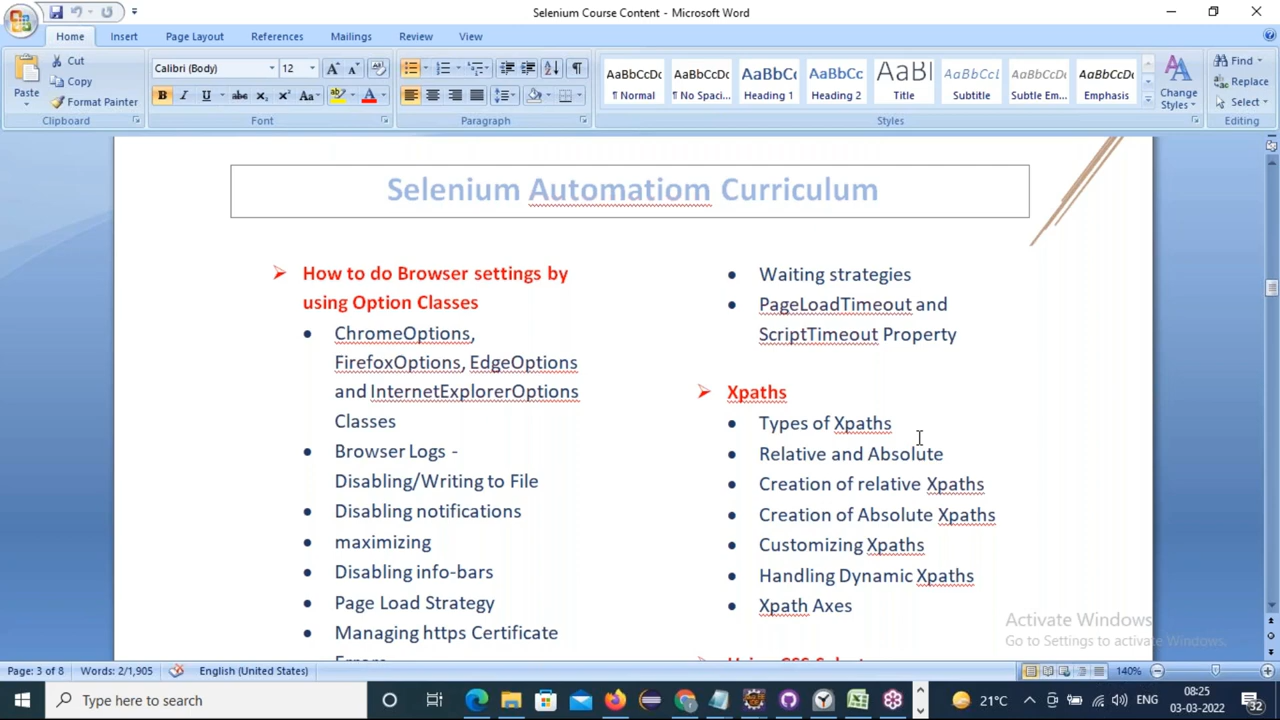 Selenium Course Content - Microsoft Word
Home Insert Page Layout References Mailings Review View
Paste
Cut
Copy
Format Painter
Clipboard
Calibri (Body) 12
Font
Paragraph
AaBbCcDc AaBbCcDc AaBbCc AaBbCc AaBl AaBbCcL AaBbCcDc AaBbCcDc
¶ Normal ¶ No Spaci... Heading 1 Heading 2 Title Subtitle Subtle Em... Emphasis
Styles
Change Styles
Find
Replace
Select
Editing
Selenium Automatiom Curriculum
How to do Browser settings by
using Option Classes
• ChromeOptions,
FirefoxOptions, EdgeOptions
and InternetExplorerOptions
Classes
• Browser Logs -
Disabling/Writing to File
• Disabling notifications
• maximizing
• Disabling info-bars
• Page Load Strategy
• Managing https Certificate
Errors
• Waiting strategies
• PageLoadTimeout and
ScriptTimeout Property
Xpaths
• Types of Xpaths
• Relative and Absolute
• Creation of relative Xpaths
• Creation of Absolute Xpaths
• Customizing Xpaths
• Handling Dynamic Xpaths
• Xpath Axes
Activate Windows
Go to Settings to activate Windows.
Page: 3 of 8 Words: 2/1,905 English (United States) 140%
Type here to search
21°C ENG 08:25
03-03-2022 32